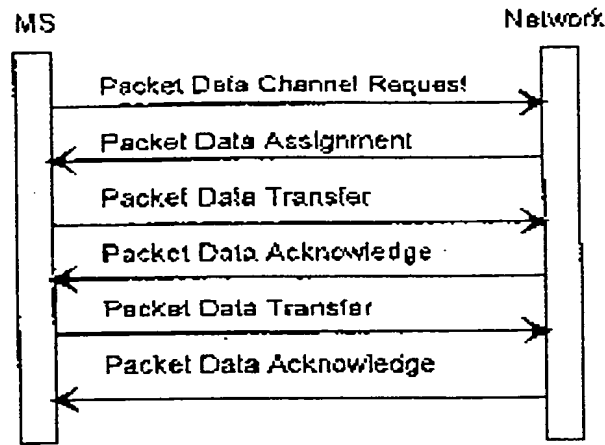 MS
Network
Packet Data Channel Request
Packet Data Assignment
Packet Data Transfer
Packet Data Acknowledge
Packet Data Transfer
Packet Data Acknowledge